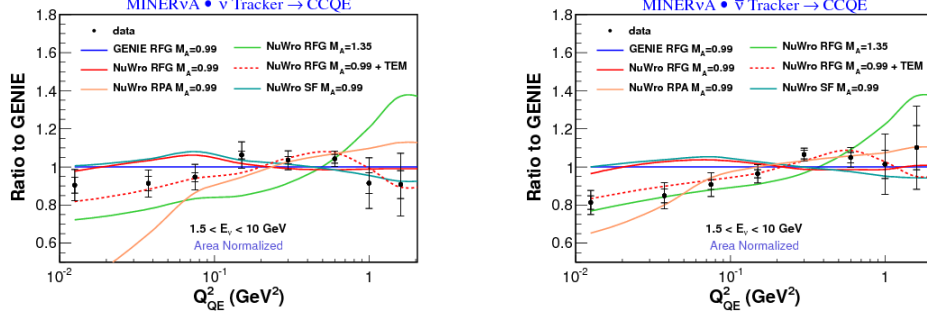 MINERνA • ν Tracker → CCQE
1.8
1.6
1.4
1.2
1
0.8
0.6
Ratio to GENIE
data
GENIE RFG M_A=0.99
NuWro RFG M_A=0.99
NuWro RPA M_A=0.99
NuWro RFG M_A=1.35
NuWro RFG M_A=0.99 + TEM
NuWro SF M_A=0.99
1.5 < E_ν < 10 GeV
Area Normalized
10^-2
10^-1
1
Q²_QE (GeV²)
MINERνA • ν̅ Tracker → CCQE
1.8
1.6
1.4
1.2
1
0.8
0.6
Ratio to GENIE
data
GENIE RFG M_A=0.99
NuWro RFG M_A=0.99
NuWro RPA M_A=0.99
NuWro RFG M_A=1.35
NuWro RFG M_A=0.99 + TEM
NuWro SF M_A=0.99
1.5 < E_ν < 10 GeV
Area Normalized
10^-2
10^-1
1
Q²_QE (GeV²)